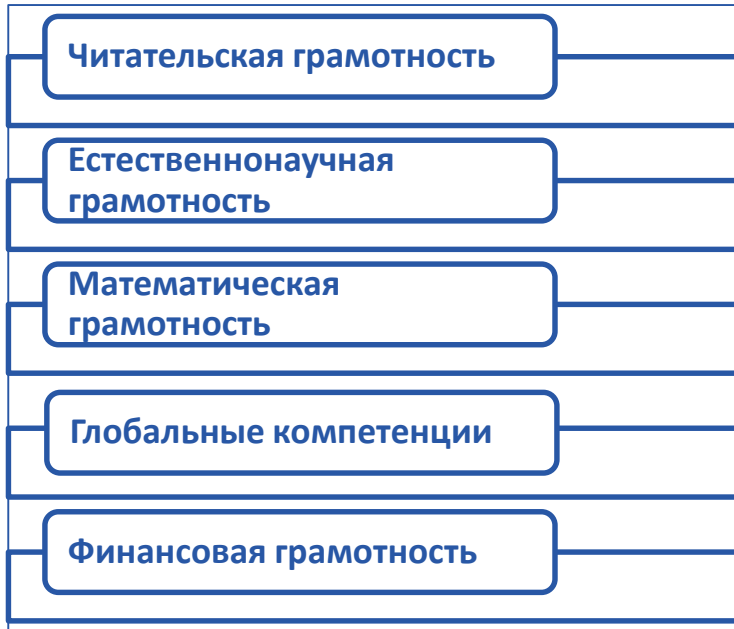 Читательская грамотность
Естественнонаучная
грамотность
Математическая
грамотность
Глобальные компетенции
Финансовая грамотность